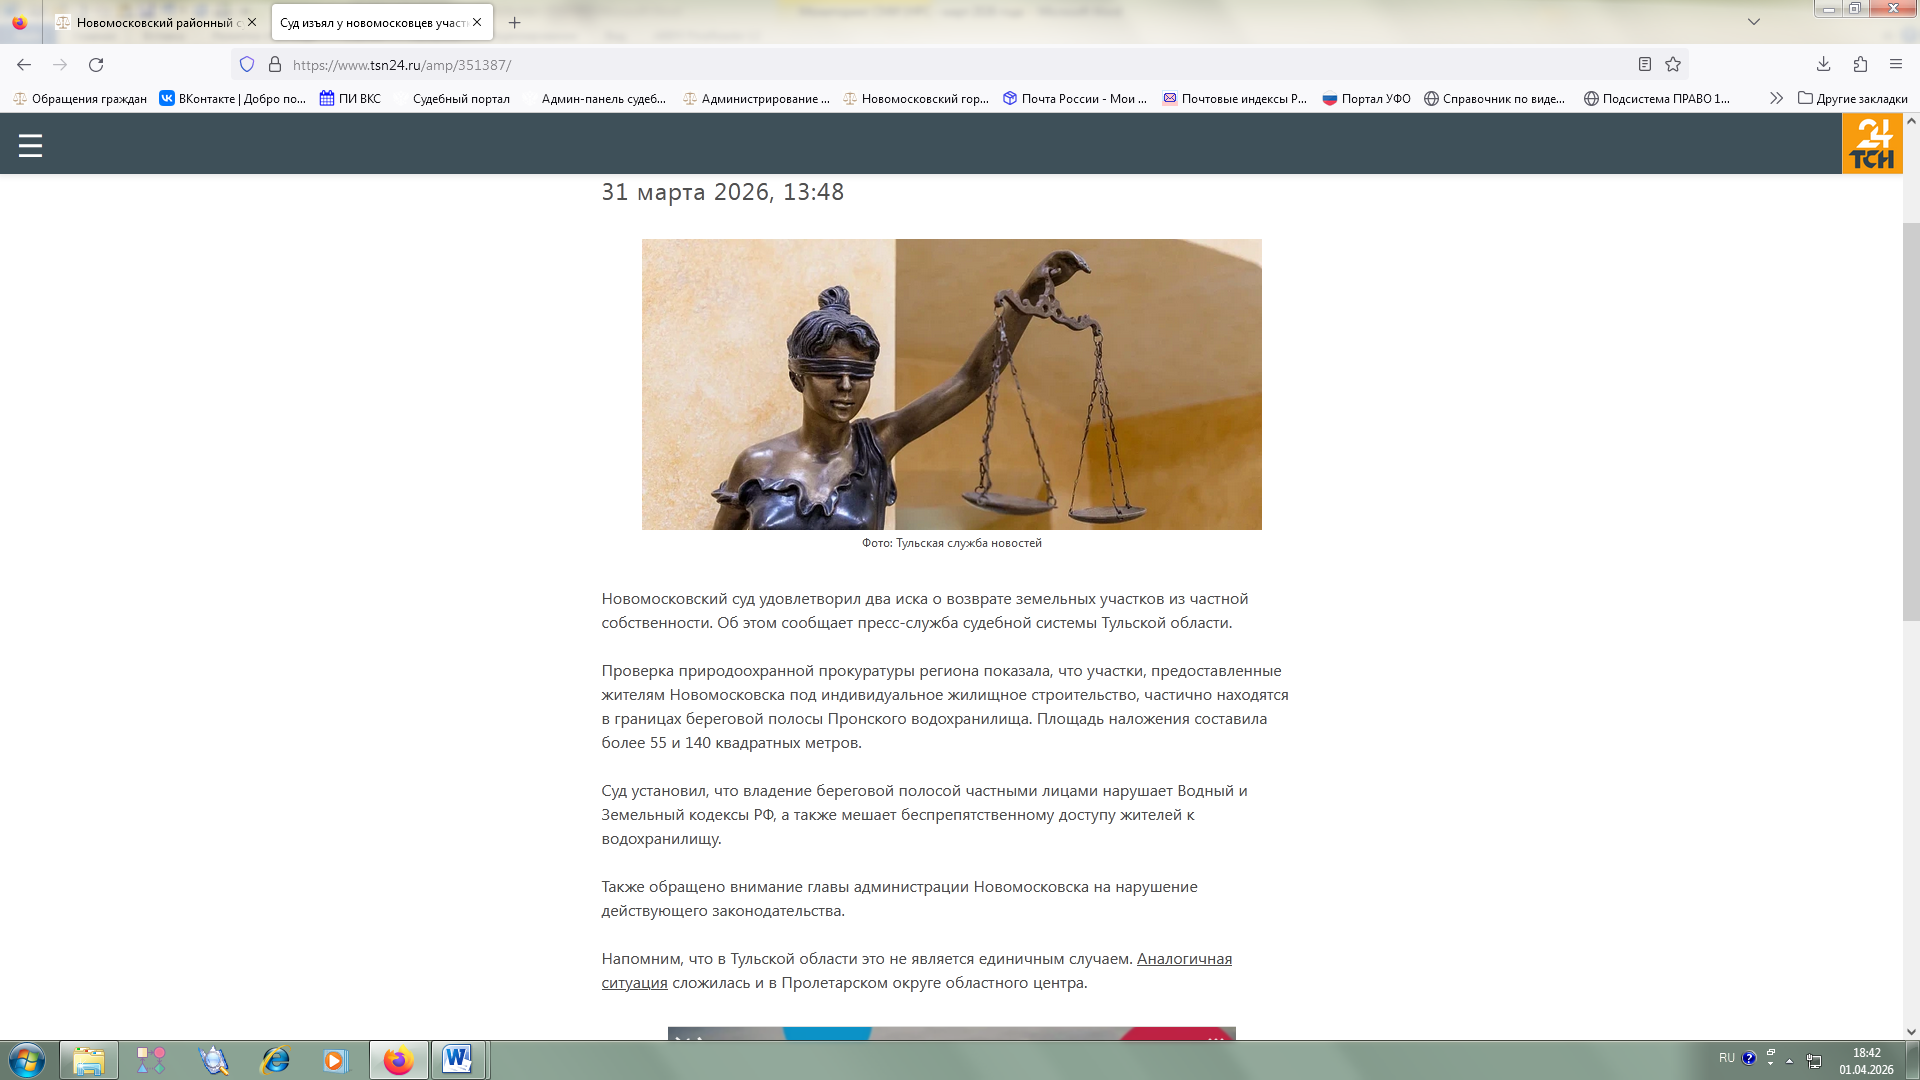 Новомосковский районный с
Суд изъял у новомосковцев участ
https://www.tsn24.ru/amp/351387/
Обращения граждан
ВКонтакте | Добро по...
ПИ ВКС
Судебный портал
Админ-панель судеб...
Администрирование ...
Новомосковский гор...
Почта России - Мои ...
Почтовые индексы Р...
Портал УФО
Справочник по виде...
Подсистема ПРАВО 1...
Другие закладки
24
ТСН
31 марта 2026, 13:48
Фото: Тульская служба новостей
Новомосковский суд удовлетворил два иска о возврате земельных участков из частной
собственности. Об этом сообщает пресс-служба судебной системы Тульской области.
Проверка природоохранной прокуратуры региона показала, что участки, предоставленные
жителям Новомосковска под индивидуальное жилищное строительство, частично находятся
в границах береговой полосы Пронского водохранилища. Площадь наложения составила
более 55 и 140 квадратных метров.
Суд установил, что владение береговой полосой частными лицами нарушает Водный и
Земельный кодексы РФ, а также мешает беспрепятственному доступу жителей к
водохранилищу.
Также обращено внимание главы администрации Новомосковска на нарушение
действующего законодательства.
Напомним, что в Тульской области это не является единичным случаем. Аналогичная
ситуация сложилась и в Пролетарском округе областного центра.
RU
18:42
01.04.2026